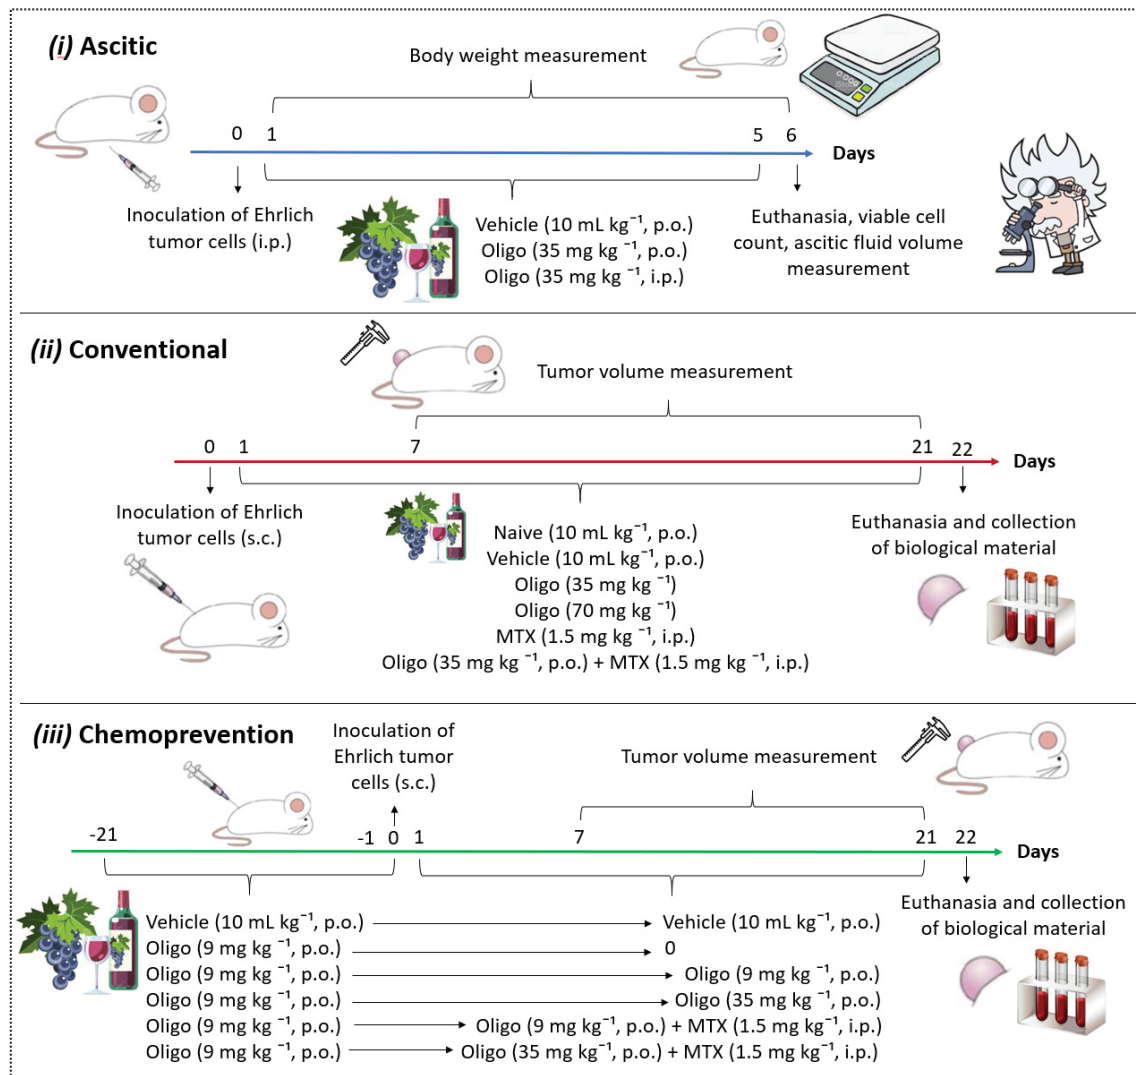 (i) Ascitic
Body weight measurement
0 1 5 6
Days
Inoculation of Ehrlich
tumor cells (i.p.)
Vehicle (10 mL kg⁻¹, p.o.)
Oligo (35 mg kg ⁻¹, p.o.)
Oligo (35 mg kg ⁻¹, i.p.)
Euthanasia, viable cell
count, ascitic fluid volume
measurement
(ii) Conventional
Tumor volume measurement
0 1 7 21 22
Days
Inoculation of Ehrlich
tumor cells (s.c.)
Naive (10 mL kg⁻¹, p.o.)
Vehicle (10 mL kg⁻¹, p.o.)
Oligo (35 mg kg ⁻¹)
Oligo (70 mg kg ⁻¹)
MTX (1.5 mg kg ⁻¹, i.p.)
Oligo (35 mg kg ⁻¹, p.o.) + MTX (1.5 mg kg ⁻¹, i.p.)
Euthanasia and collection
of biological material
(iii) Chemoprevention
Inoculation of
Ehrlich tumor
cells (s.c.)
Tumor volume measurement
-21 -1 0 1 7 21 22
Days
Vehicle (10 mL kg⁻¹, p.o.) Vehicle (10 mL kg⁻¹, p.o.)
Oligo (9 mg kg ⁻¹, p.o.) 0
Oligo (9 mg kg ⁻¹, p.o.) Oligo (9 mg kg ⁻¹, p.o.)
Oligo (9 mg kg ⁻¹, p.o.) Oligo (35 mg kg ⁻¹, p.o.)
Oligo (9 mg kg ⁻¹, p.o.) Oligo (9 mg kg ⁻¹, p.o.) + MTX (1.5 mg kg⁻¹, i.p.)
Oligo (9 mg kg ⁻¹, p.o.) Oligo (35 mg kg ⁻¹, p.o.) + MTX (1.5 mg kg⁻¹, i.p.)
Euthanasia and collection
of biological material